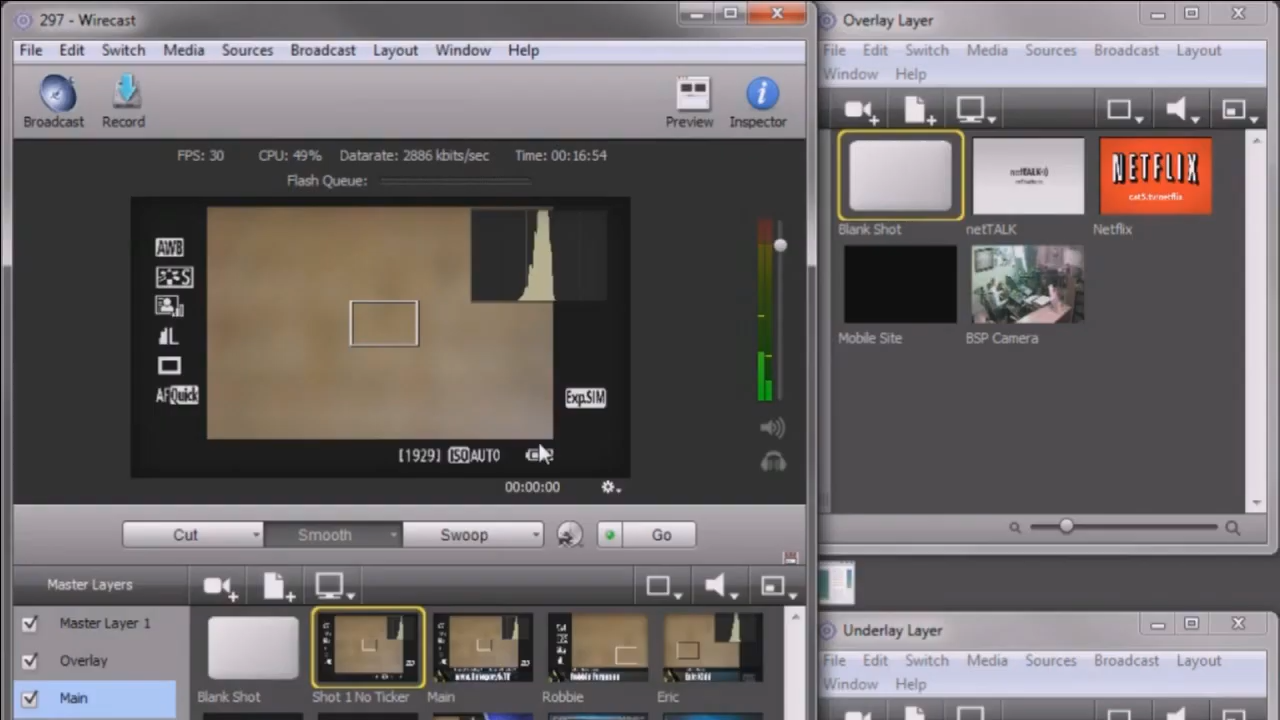 297 - Wirecast
File Edit Switch Media Sources Broadcast Layout Window Help
Broadcast Record Preview Inspector
FPS: 30 CPU: 49% Datarate: 2886 kbits/sec Time: 00:16:54
Flash Queue:
AWB
S
L
AF Quick
Exp.SIM
[1929] ISO AUTO
00:00:00
Cut Smooth Swoop Go
Master Layers
Master Layer 1
Overlay
Main
Blank Shot Shot 1 No Ticker Main Robbie Eric
Overlay Layer
File Edit Switch Media Sources Broadcast Layout
Window Help
netTALK
NETFLIX
cat5.tv/netflix
Blank Shot netTALK Netflix
Mobile Site BSP Camera
Underlay Layer
File Edit Switch Media Sources Broadcast Layout
Window Help